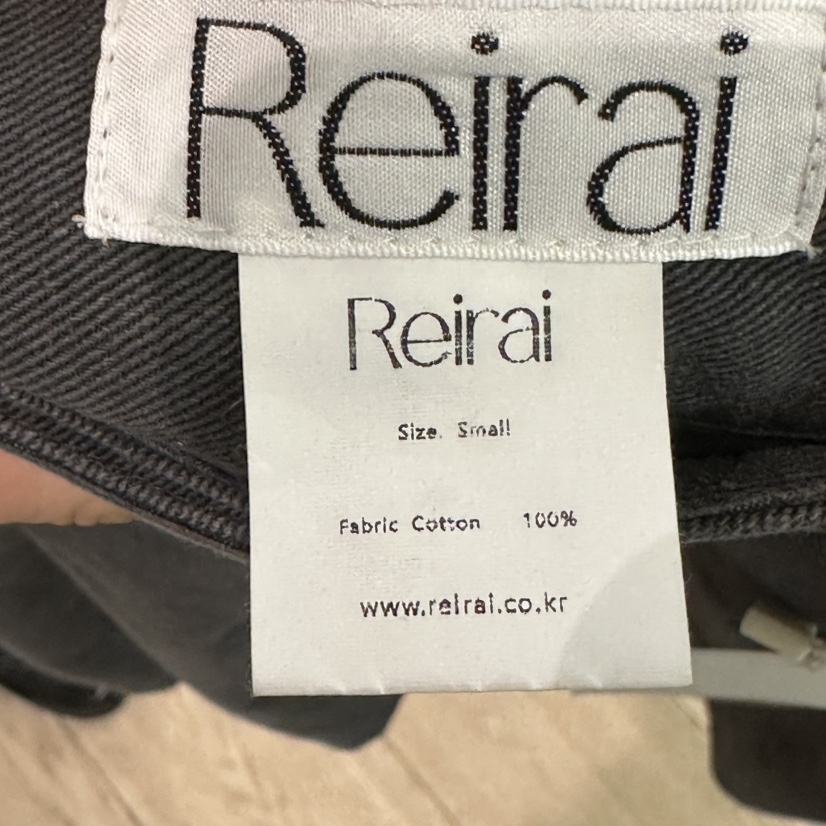 Reirai
Reirai
Size. Small
Fabric Cotton 100%
www.reirai.co.kr